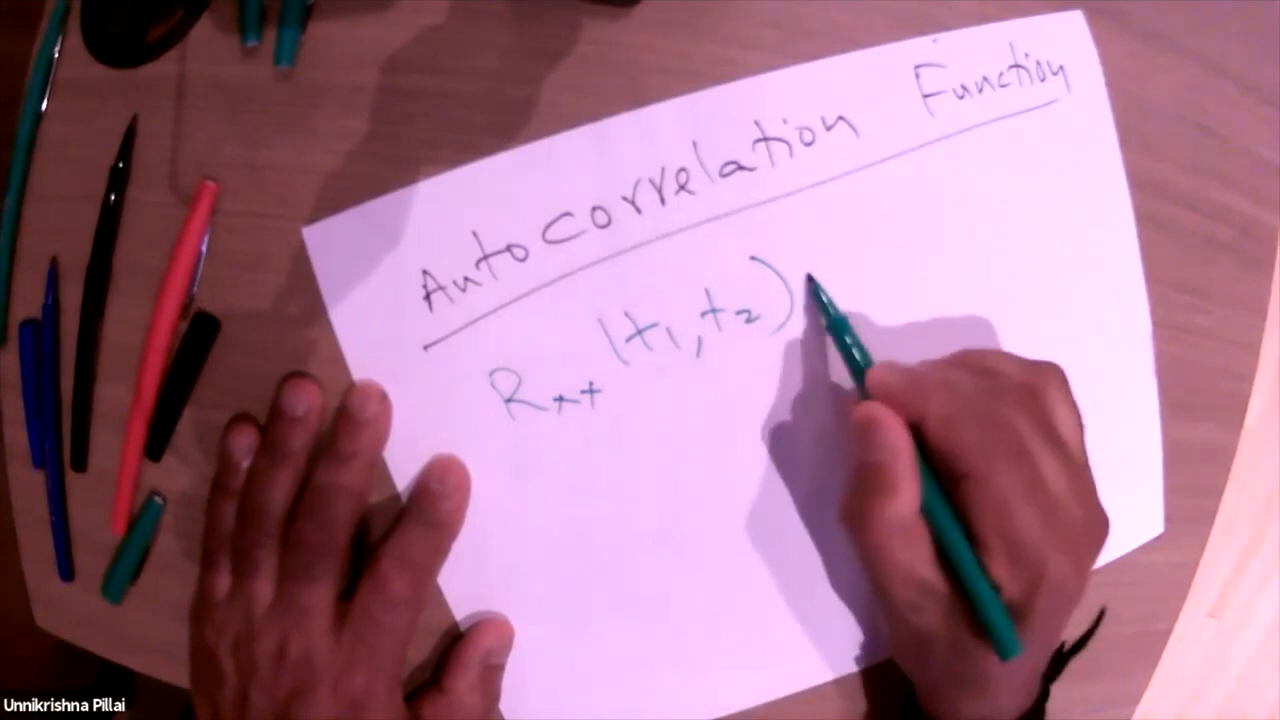 Autocorrelation Function
Rxx (t1, t2)
Unnikrishna Pillai